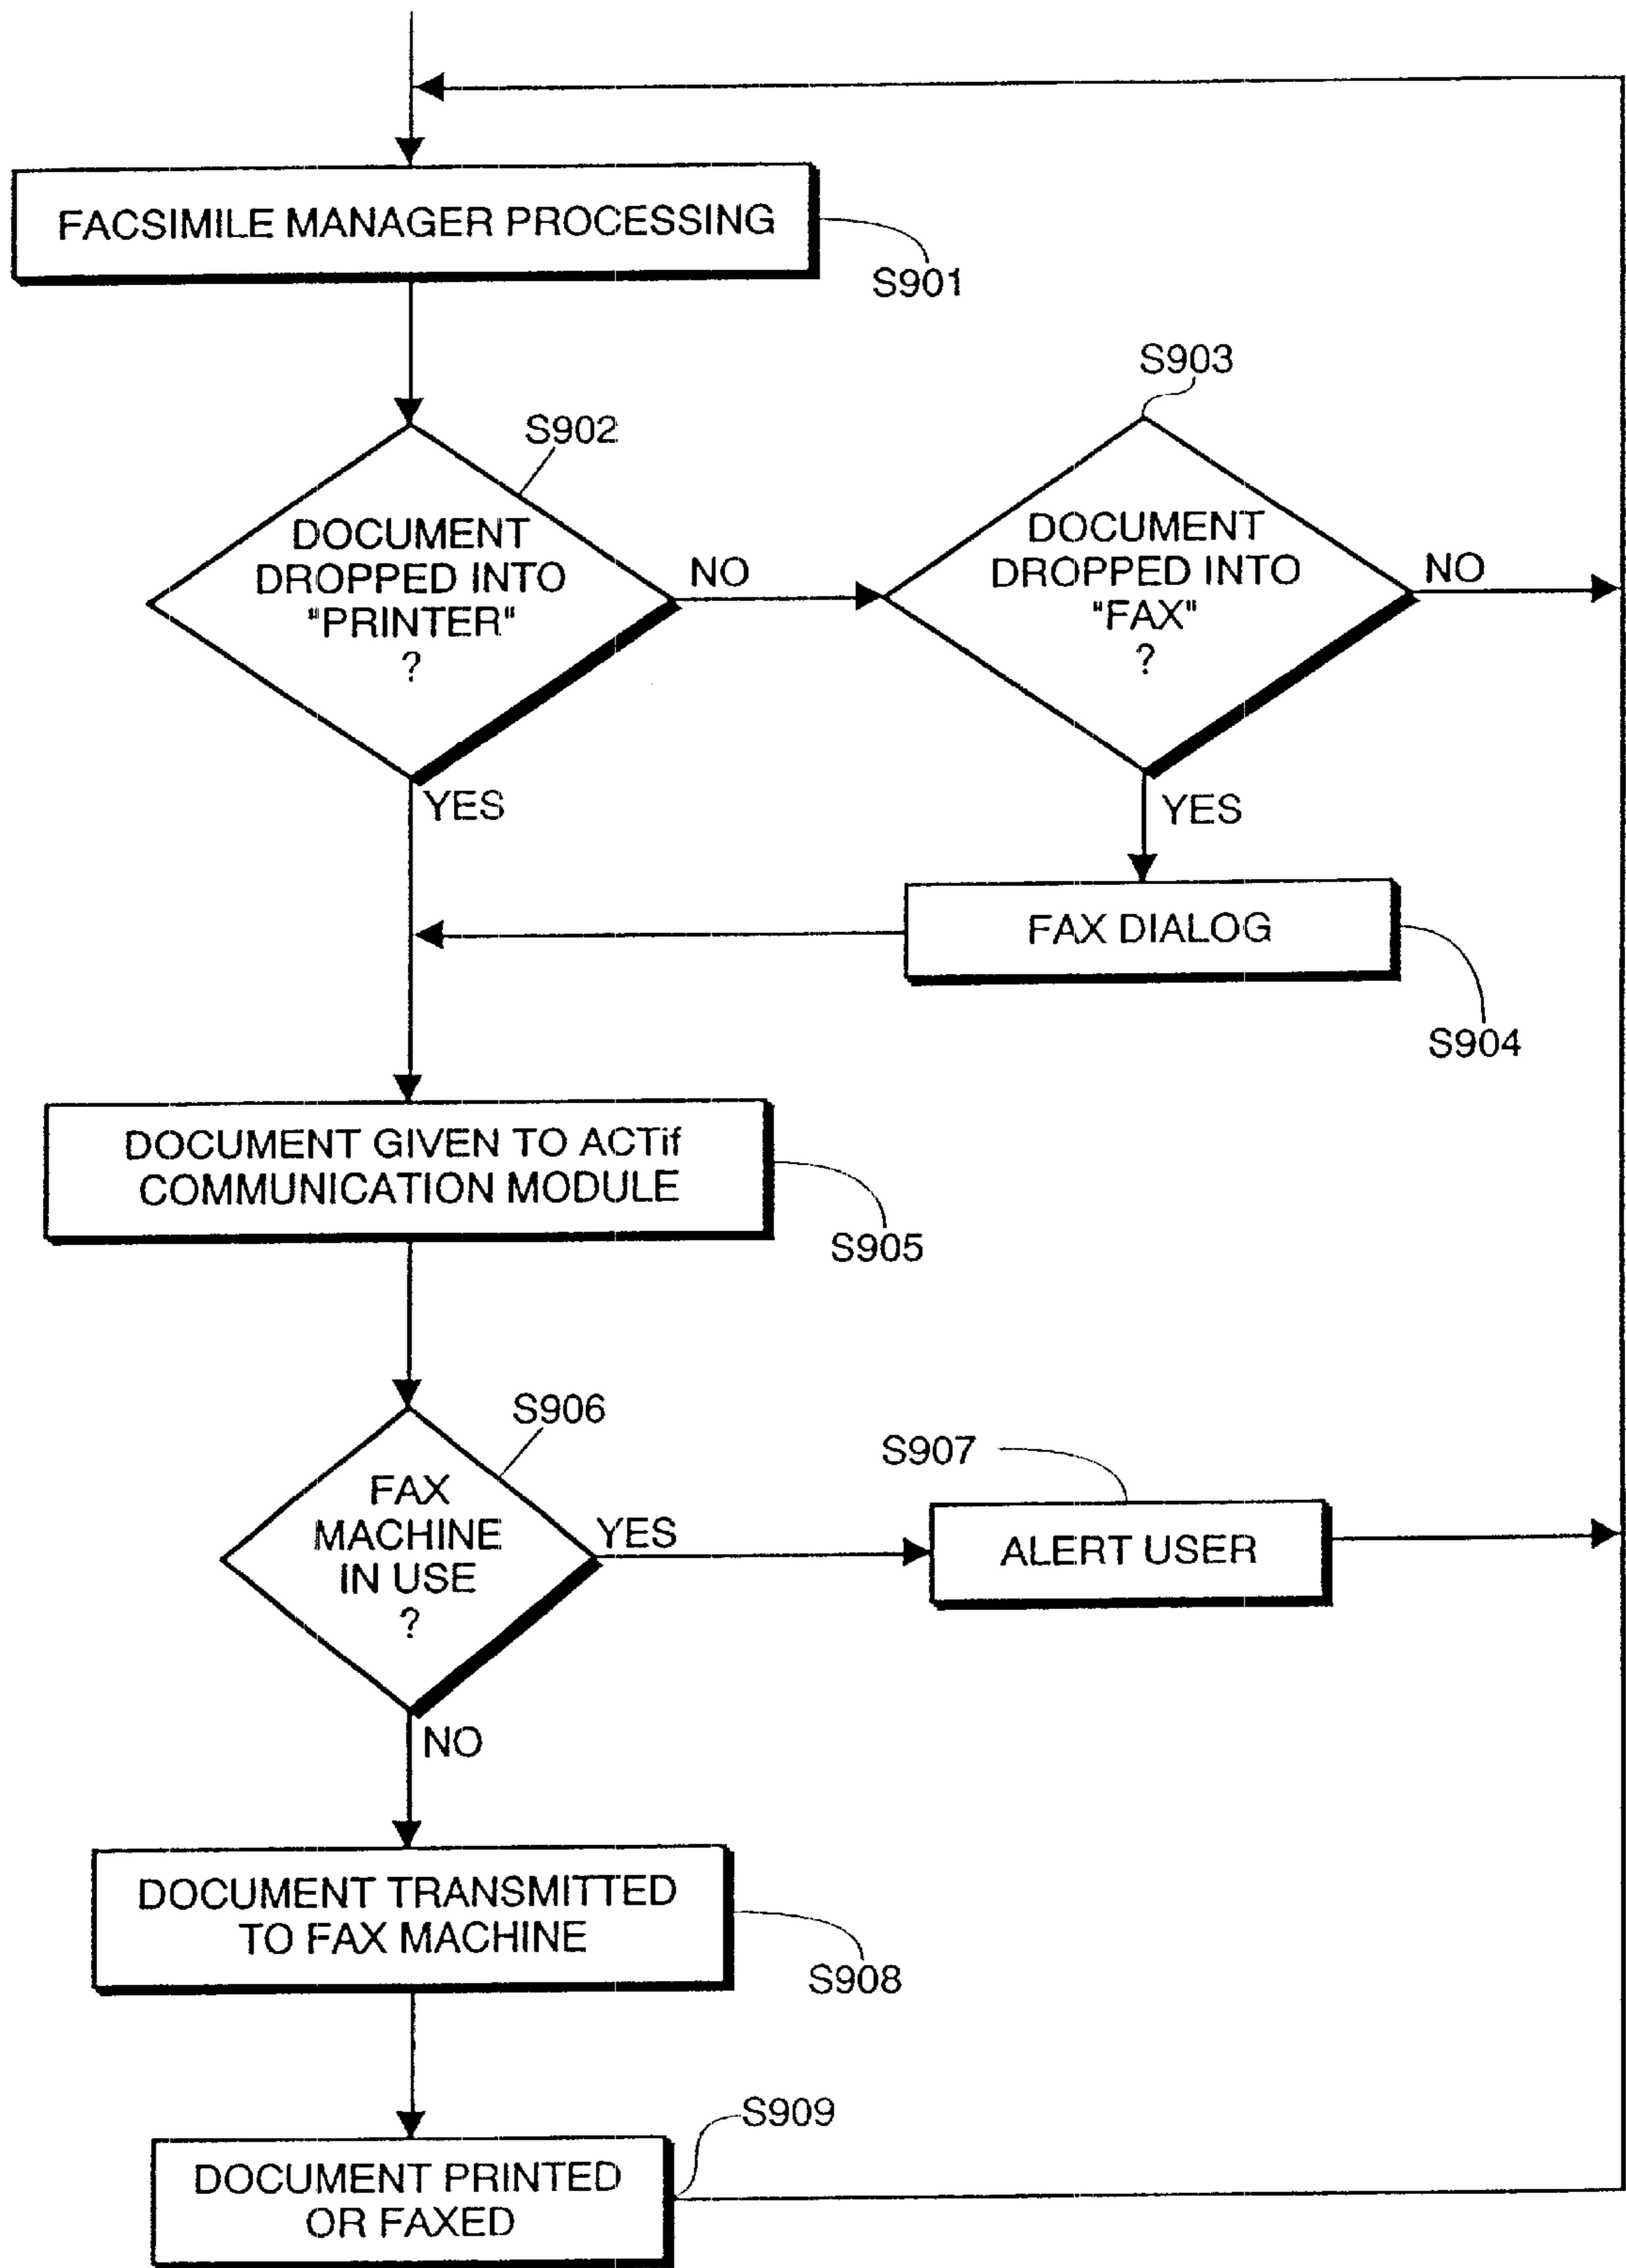 FACSIMILE MANAGER PROCESSING
S901
S902
DOCUMENT
DROPPED INTO
"PRINTER"
?
NO
YES
S903
DOCUMENT
DROPPED INTO
"FAX"
?
NO
YES
FAX DIALOG
S904
DOCUMENT GIVEN TO ACTif
COMMUNICATION MODULE
S905
S906
FAX
MACHINE
IN USE
?
YES
NO
S907
ALERT USER
DOCUMENT TRANSMITTED
TO FAX MACHINE
S908
S909
DOCUMENT PRINTED
OR FAXED